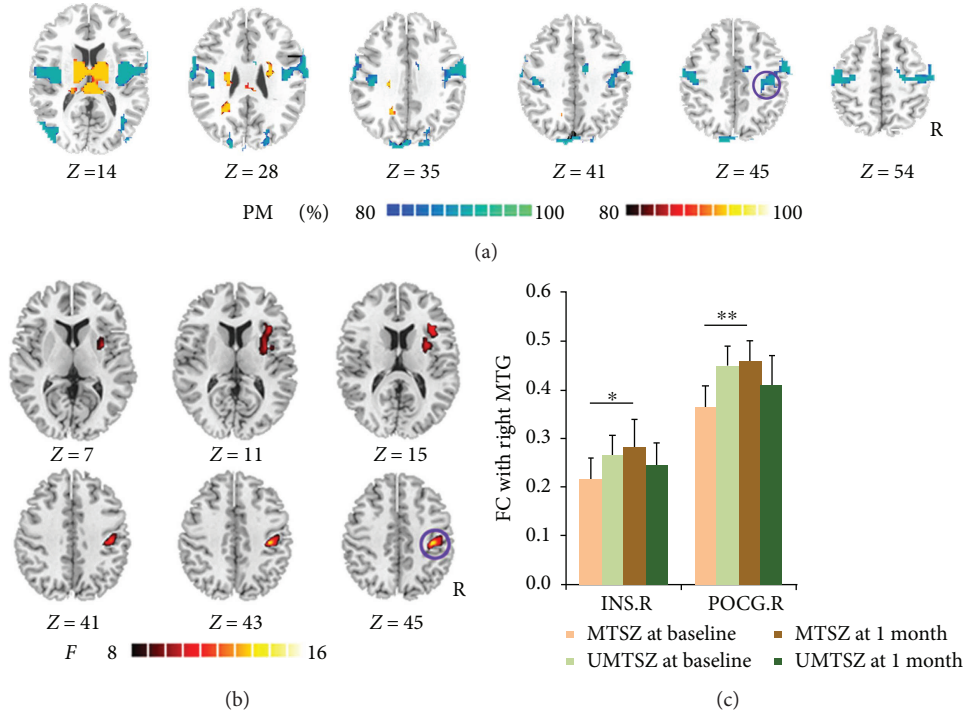 Z =14
Z =28
Z =35
Z =41
Z =45
Z =54
R
PM (%) 80 100 80 100
(a)
Z = 7
Z = 11
Z = 15
Z = 41
Z = 43
Z = 45
R
F 8 16
(b)
FC with right MTG
0.6
0.5
0.4
0.3
0.2
0.1
0.0
*
**
INS.R
POCG.R
MTSZ at baseline
MTSZ at 1 month
UMTSZ at baseline
UMTSZ at 1 month
(c)